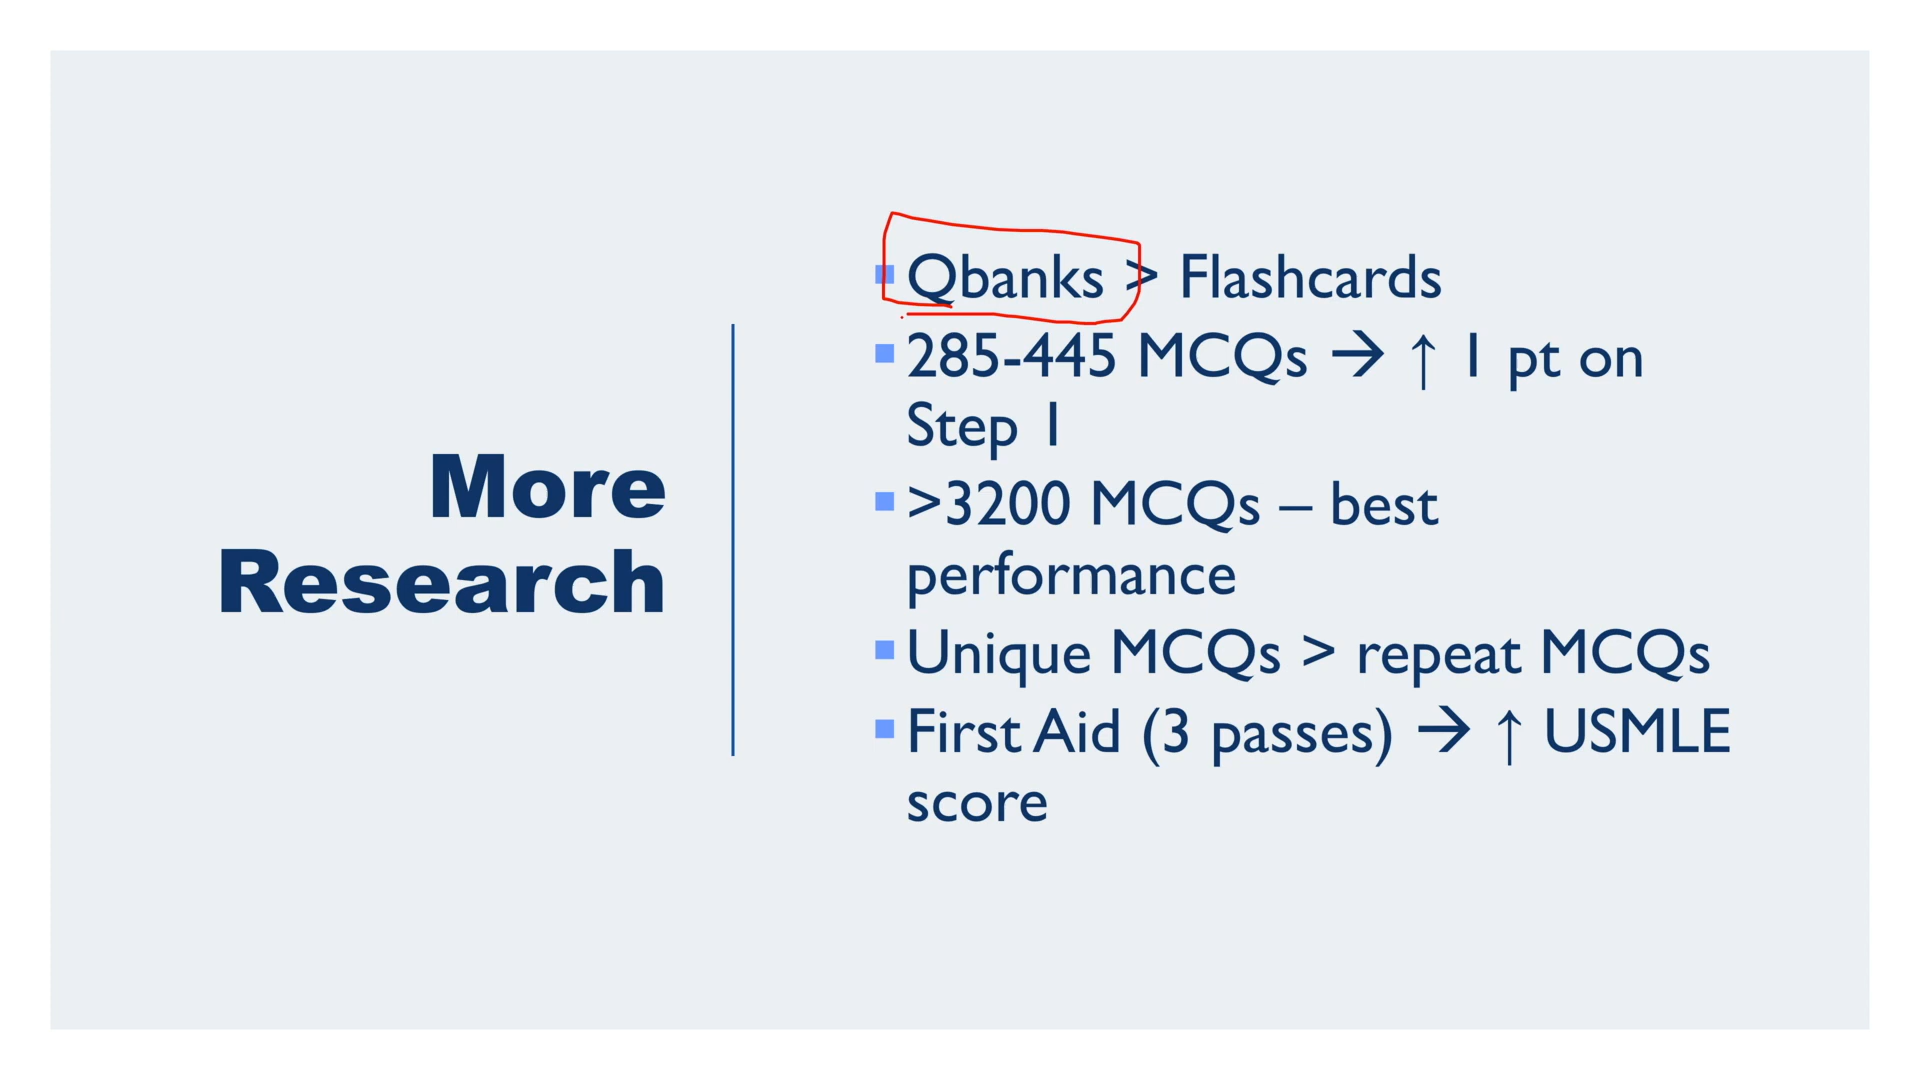 More
Research
Qbanks > Flashcards
285-445 MCQs → ↑ 1 pt on
Step 1
>3200 MCQs – best
performance
Unique MCQs > repeat MCQs
First Aid (3 passes) → ↑ USMLE
score